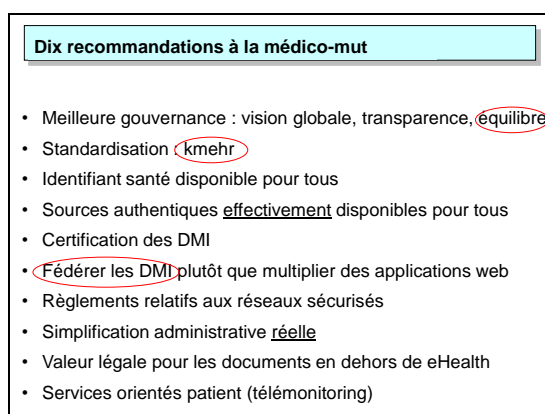 Dix recommandations à la médico-mut
• Meilleure gouvernance : vision globale, transparence, équilibre
• Standardisation : kmehr
• Identifiant santé disponible pour tous
• Sources authentiques effectivement disponibles pour tous
• Certification des DMI
• Fédérer les DMI plutôt que multiplier des applications web
• Règlements relatifs aux réseaux sécurisés
• Simplification administrative réelle
• Valeur légale pour les documents en dehors de eHealth
• Services orientés patient (télémonitoring)